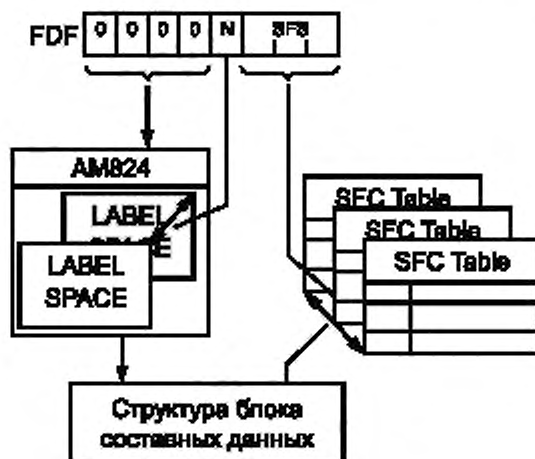 FDF 0 0 0 0 N SFS
AM824
LABEL
LABEL
SPACE
SFC Table
SFC Table
SFC Table
Структура блока
составных данных